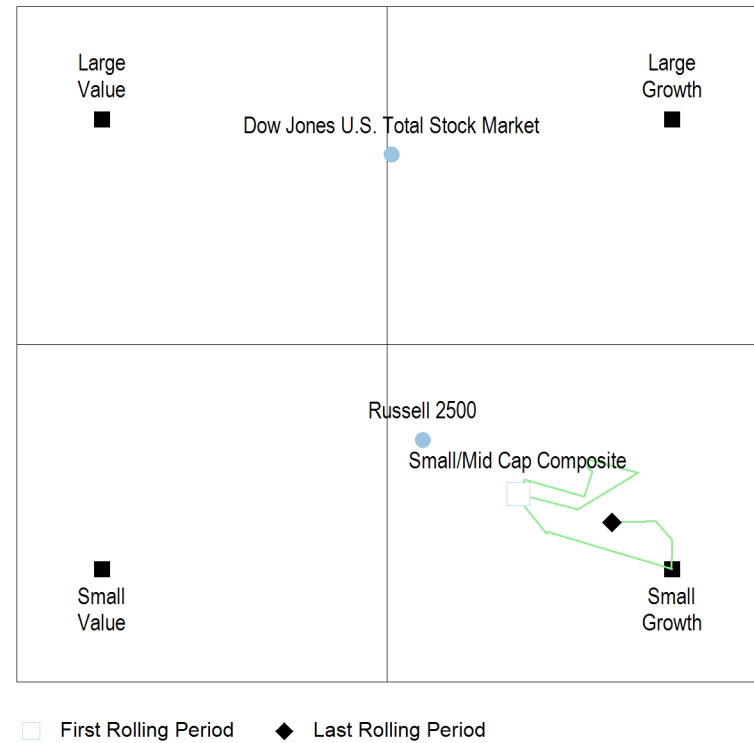 Large
Value
Large
Growth
Dow Jones U.S. Total Stock Market
Russell 2500
Small/Mid Cap Composite
Small
Value
Small
Growth
First Rolling Period
Last Rolling Period